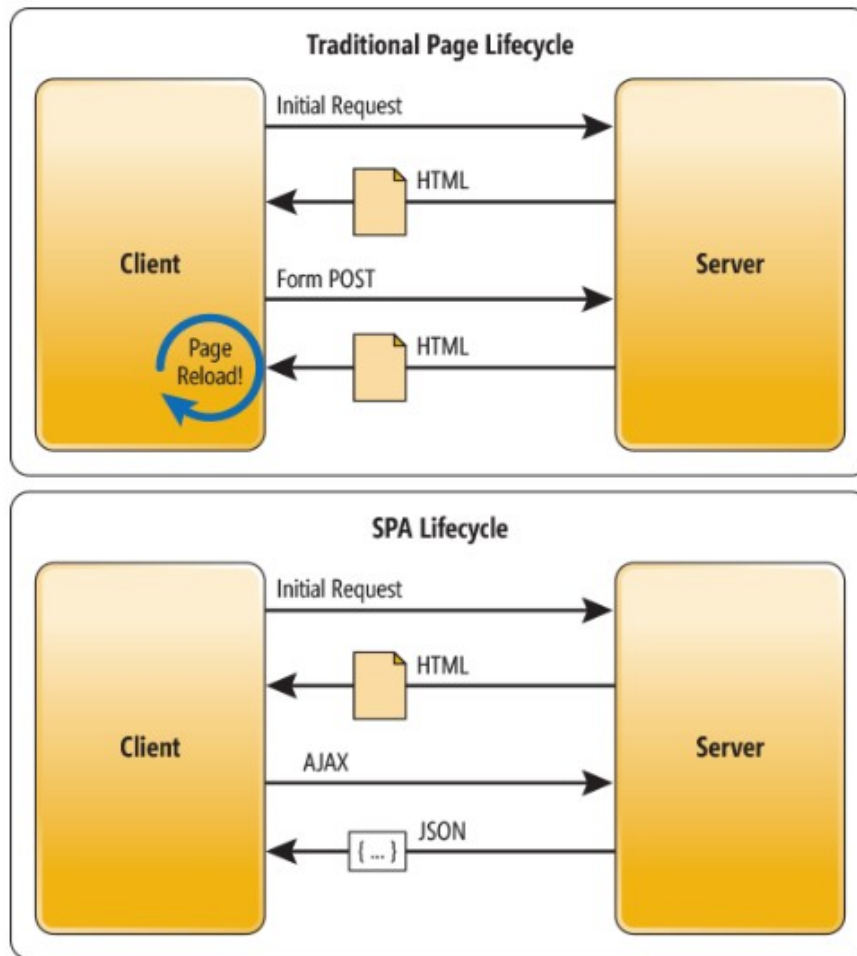 Traditional Page Lifecycle
Initial Request
HTML
Client
Server
Form POST
HTML
Page
Reload!
SPA Lifecycle
Initial Request
HTML
Client
Server
AJAX
JSON
{ ... }